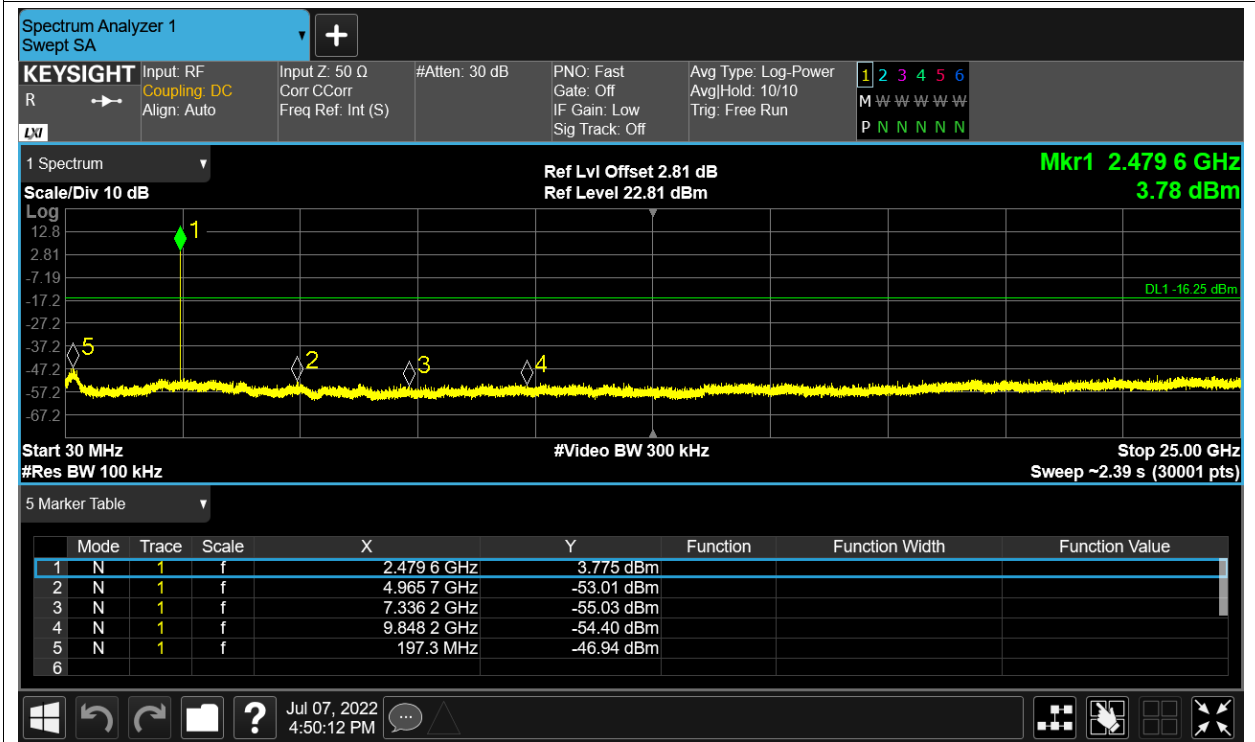 Spectrum Analyzer 1
Swept SA
KEYSIGHT
R
LXI
Input: RF
Coupling: DC
Align: Auto
Input Z: 50 Ω
Corr CCorr
Freq Ref: Int (S)
#Atten: 30 dB
PNO: Fast
Gate: Off
IF Gain: Low
Sig Track: Off
Avg Type: Log-Power
Avg|Hold: 10/10
Trig: Free Run
1 2 3 4 5 6
M W W W W W
P N N N N N
1 Spectrum
Scale/Div 10 dB
Ref Lvl Offset 2.81 dB
Ref Level 22.81 dBm
Mkr1 2.479 6 GHz
3.78 dBm
Log
12.8
2.81
-7.19
-17.2
-27.2
-37.2
-47.2
-57.2
-67.2
1
DL1 -16.25 dBm
5
2
3
4
Start 30 MHz
#Res BW 100 kHz
#Video BW 300 kHz
Stop 25.00 GHz
Sweep ~2.39 s (30001 pts)
5 Marker Table
Mode Trace Scale X Y Function Function Width Function Value
1 N 1 f 2.479 6 GHz 3.775 dBm
2 N 1 f 4.965 7 GHz -53.01 dBm
3 N 1 f 7.336 2 GHz -55.03 dBm
4 N 1 f 9.848 2 GHz -54.40 dBm
5 N 1 f 197.3 MHz -46.94 dBm
6
?
Jul 07, 2022
4:50:12 PM